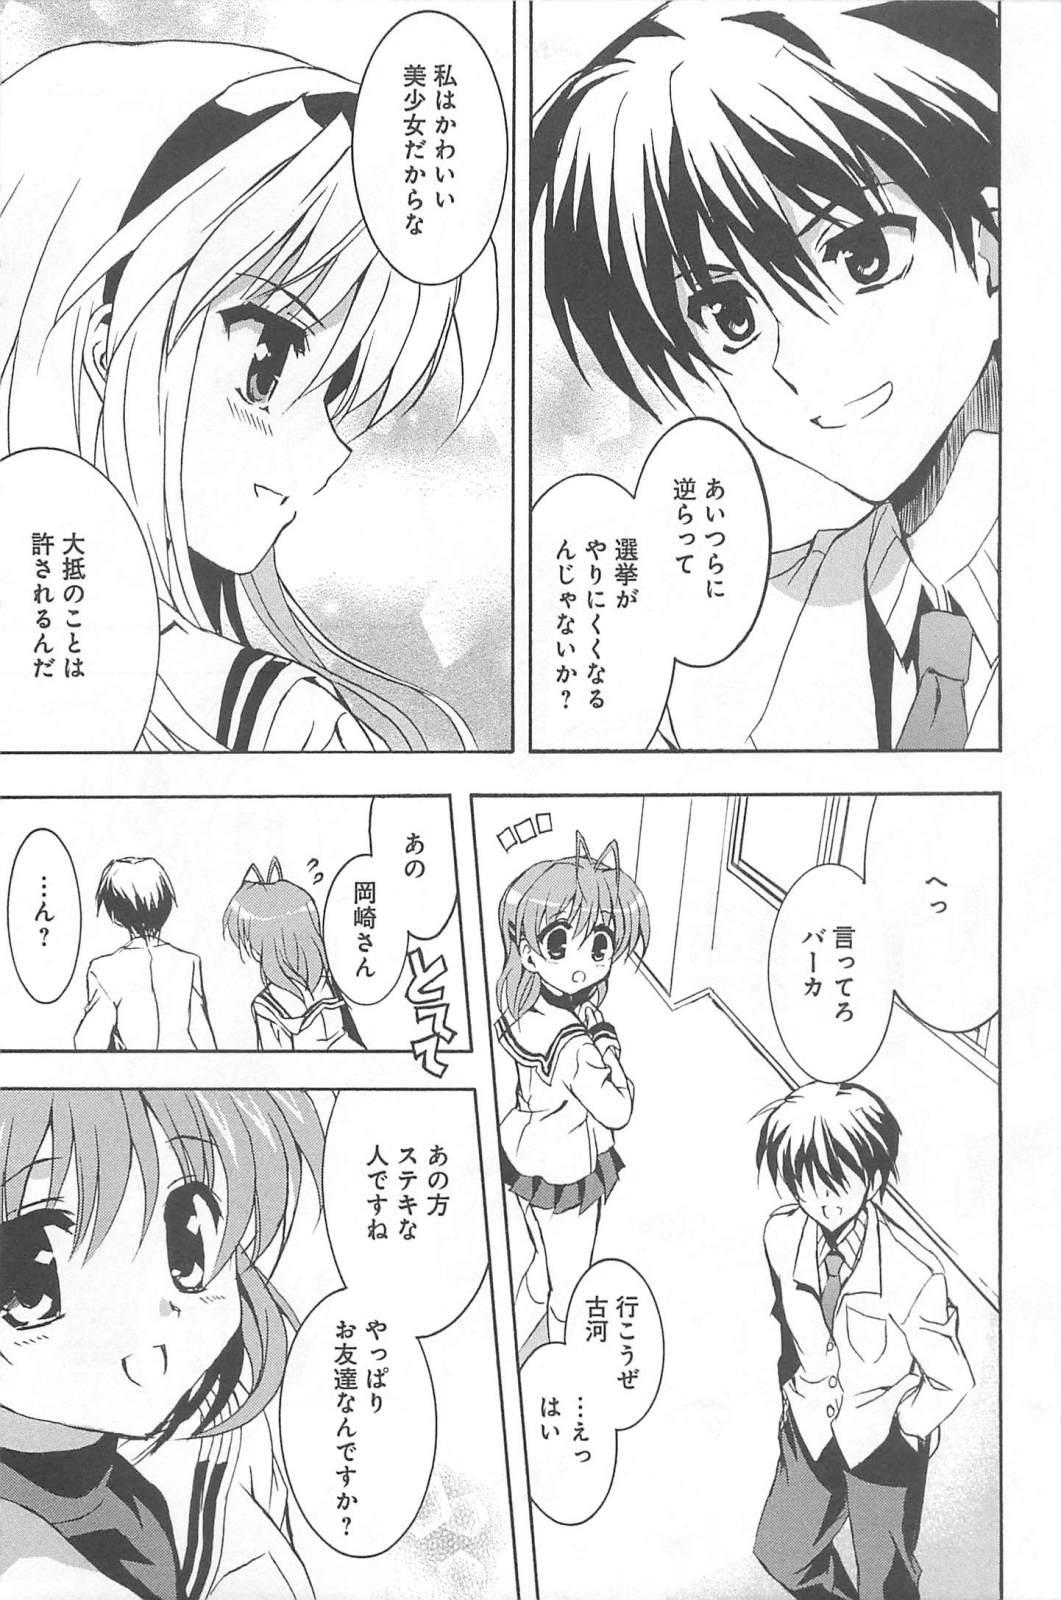 あいつらに
逆らって
選挙が
やりにくくなる
んじゃないか？
私はかわいい
美少女だからな
大抵のことは
許されるんだ
へっ
言ってろ
バーカ
行こうぜ
古河
…えっ
はい
あの
岡崎さん
とてて
…ん？
あの方
ステキな
人ですね
やっぱり
お友達なんですか？